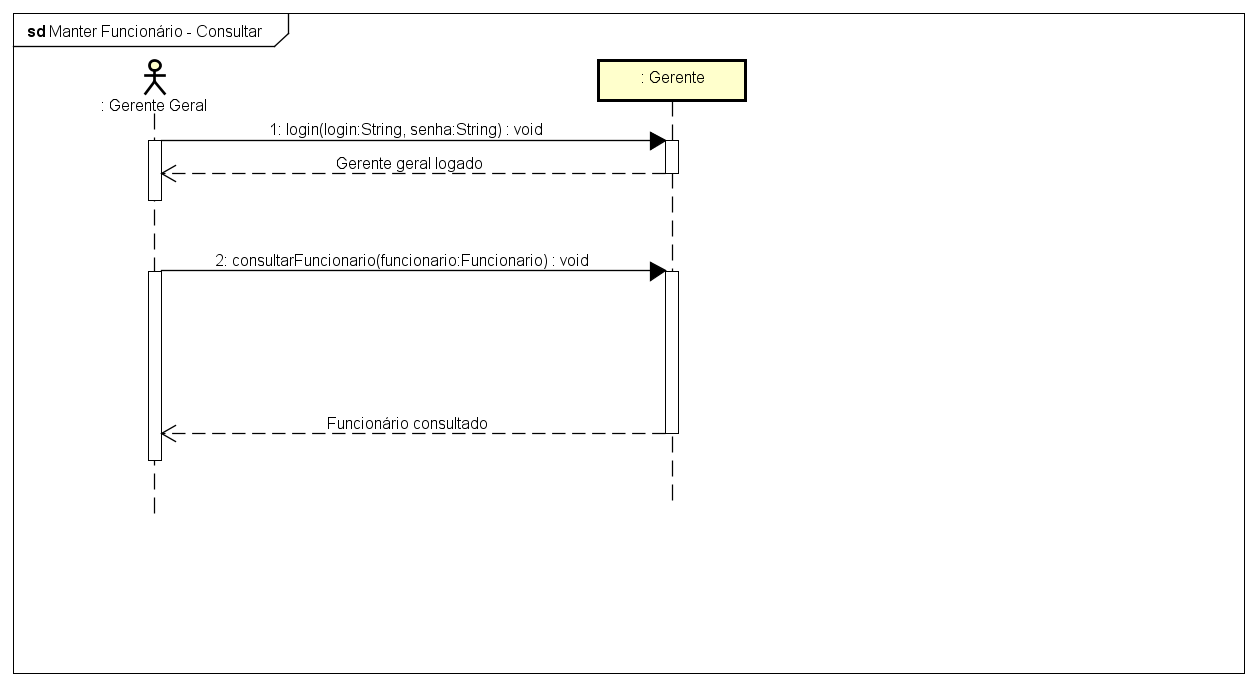 sd Manter Funcionário - Consultar
: Gerente Geral
: Gerente
1: login(login:String, senha:String) : void
Gerente geral logado
2: consultarFuncionario(funcionario:Funcionario) : void
Funcionário consultado